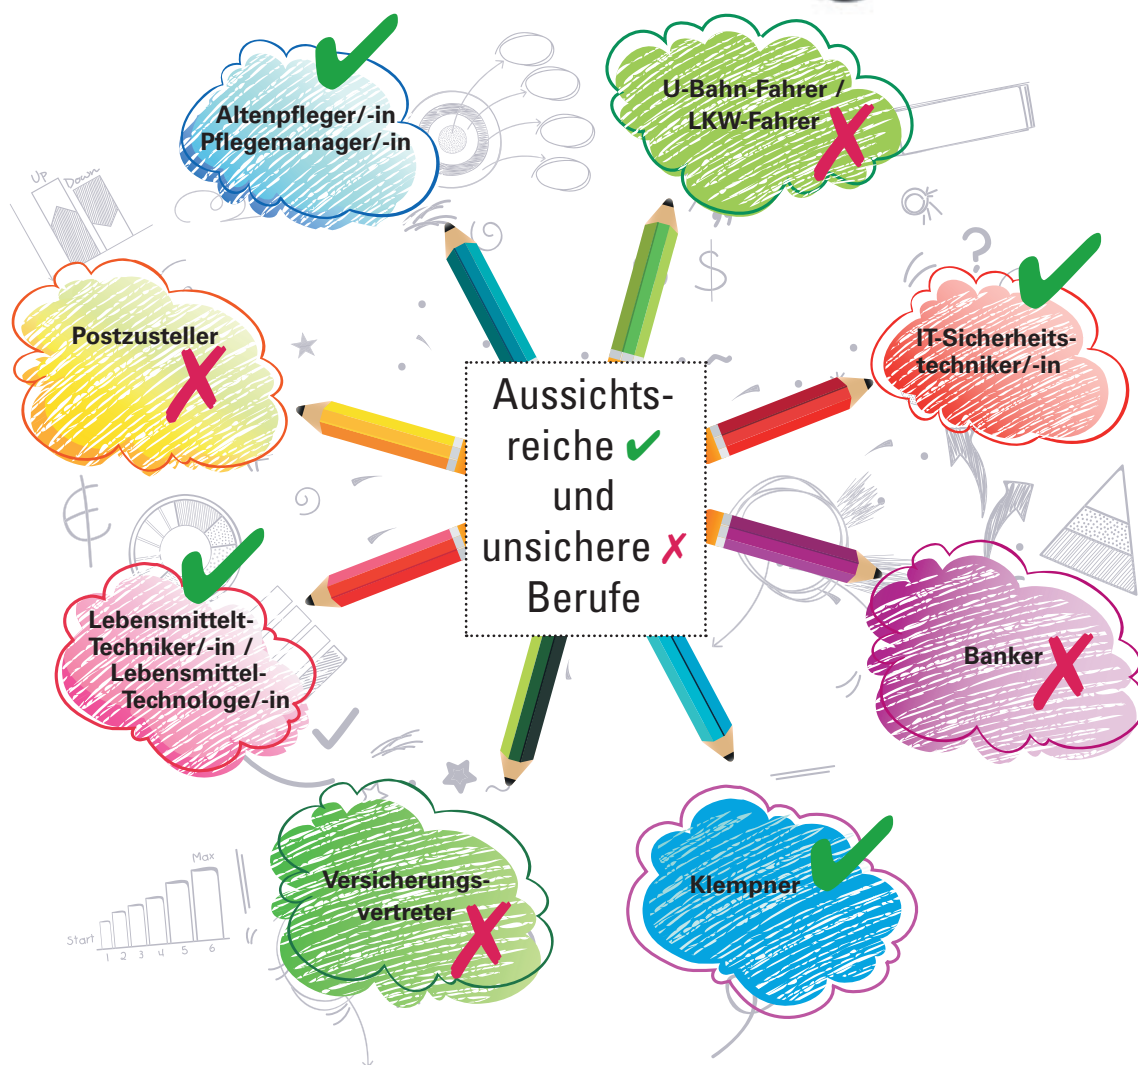 Altenpfleger/-in
Pflegemanager/-in
U-Bahn-Fahrer /
LKW-Fahrer
Up
Down
$
?
Postzusteller
IT-Sicherheits-
techniker/-in
Aussichts-
reiche ✓
und
unsichere ✗
Berufe
Lebensmittelt-
Techniker/-in /
Lebensmittel-
Technologe/-in
Banker
Versicherungs-
vertreter
Klempner
Max
Start
1 2 3 4 5 6